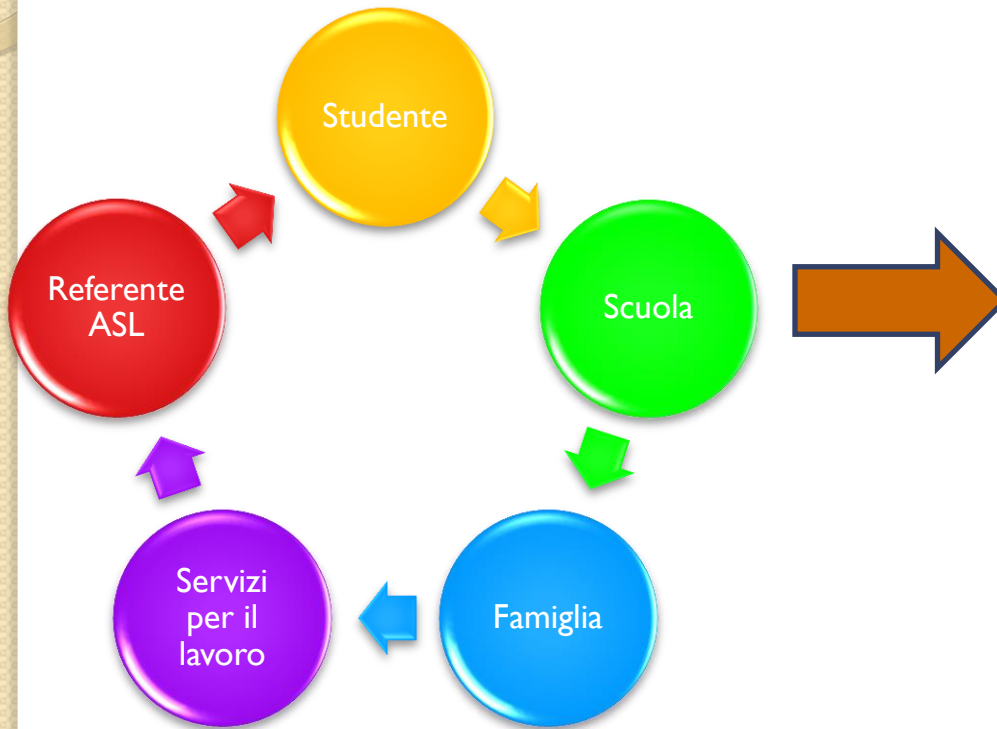 Studente
Scuola
Famiglia
Servizi
per il
lavoro
Referente
ASL